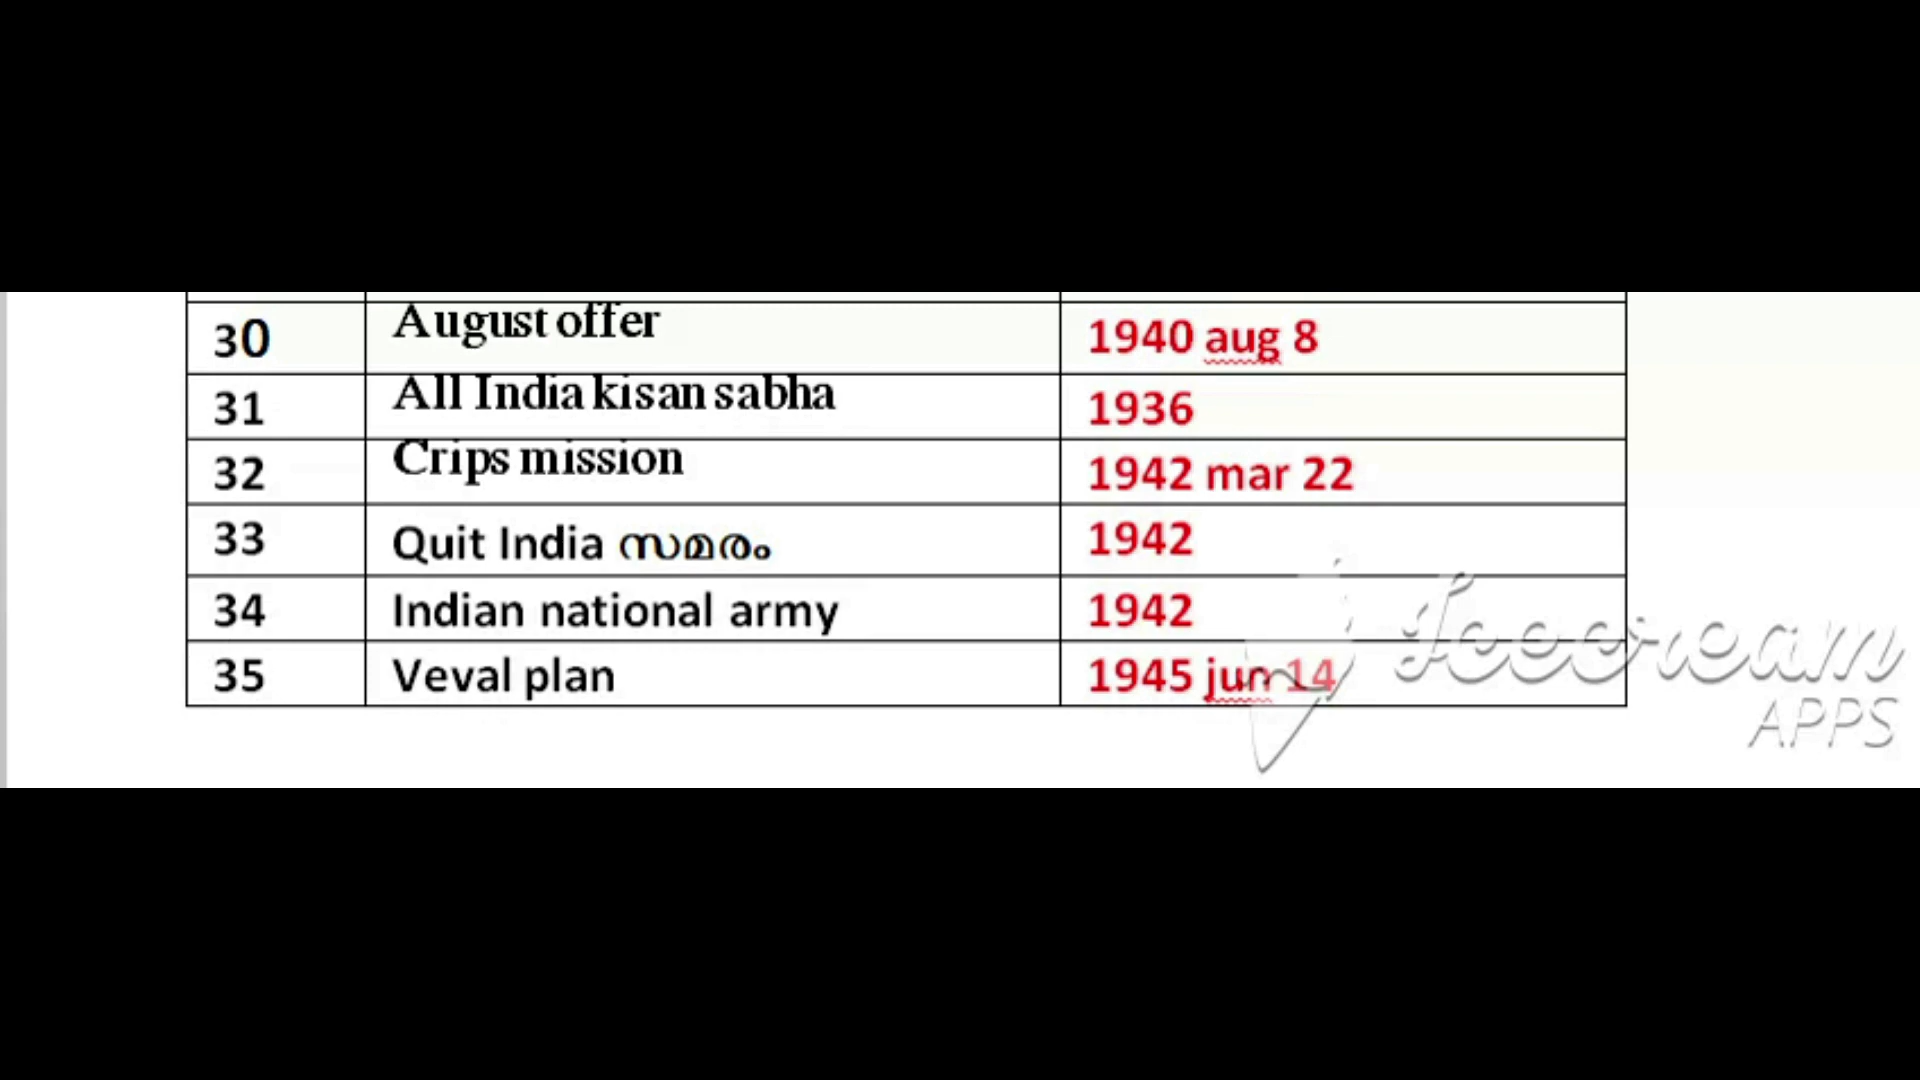 30 August offer 1940 aug 8
31 All India kisan sabha 1936
32 Crips mission 1942 mar 22
33 Quit India സമരം 1942
34 Indian national army 1942
35 Veval plan 1945 jun 14
Icecream
APPS